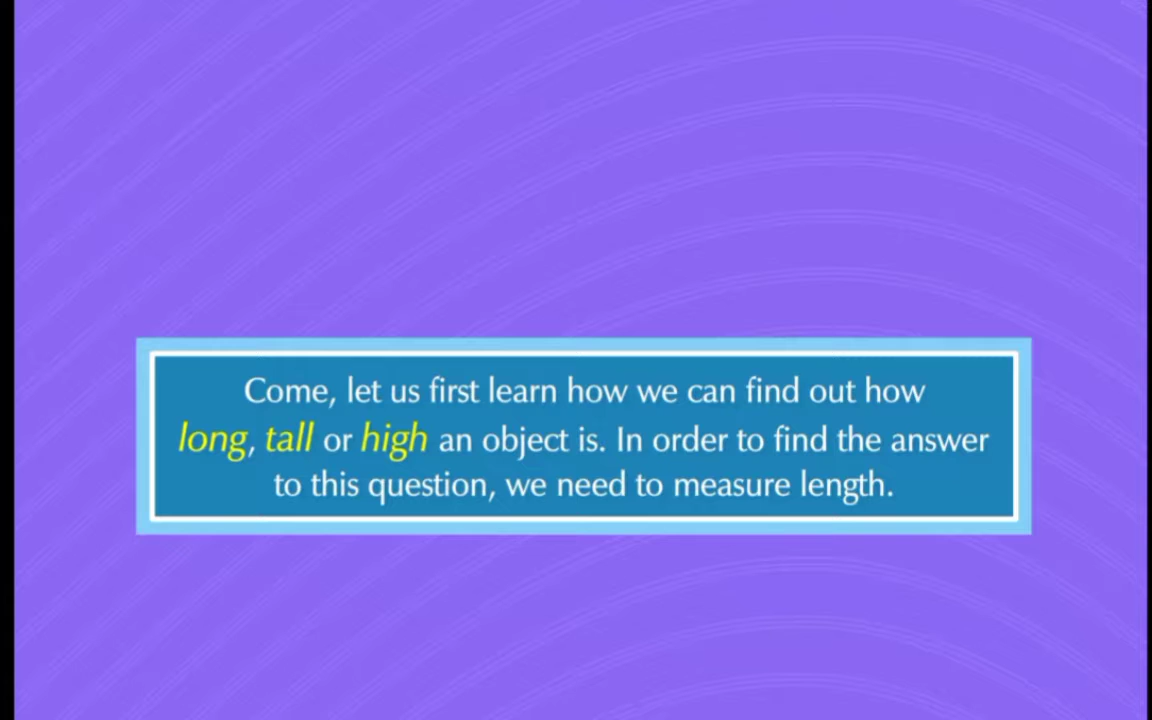 Come, let us first learn how we can find out how
long, tall or high an object is. In order to find the answer
to this question, we need to measure length.